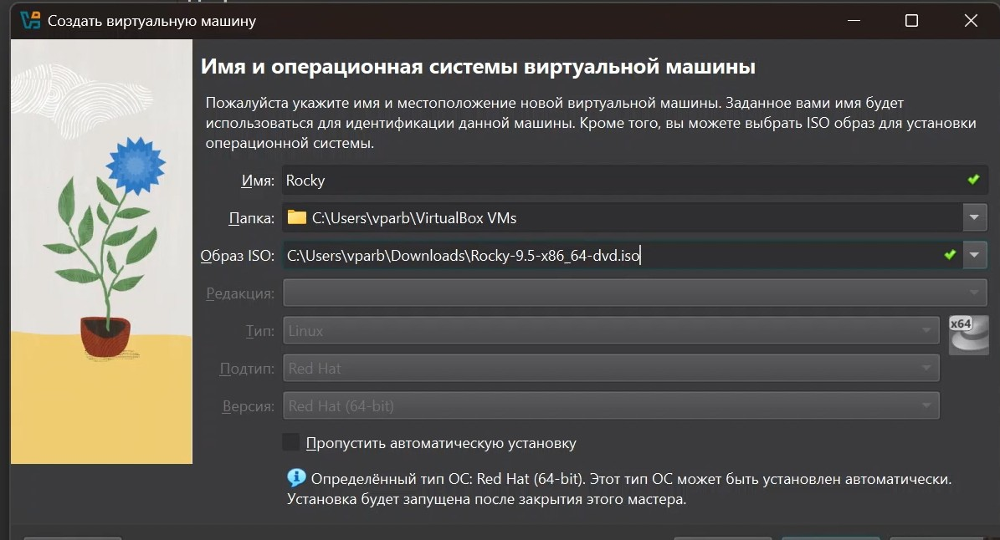 Создать виртуальную машину
Имя и операционная системы виртуальной машины
Пожалуйста укажите имя и местоположение новой виртуальной машины. Заданное вами имя будет
использоваться для идентификации данной машины. Кроме того, вы можете выбрать ISO образ для установки
операционной системы.
Имя: Rocky
Папка: C:\Users\vparb\VirtualBox VMs
Образ ISO: C:\Users\vparb\Downloads\Rocky-9.5-x86_64-dvd.iso
Редакция:
Тип: Linux
x64
Подтип: Red Hat
Версия: Red Hat (64-bit)
Пропустить автоматическую установку
Определённый тип ОС: Red Hat (64-bit). Этот тип ОС может быть установлен автоматически.
Установка будет запущена после закрытия этого мастера.